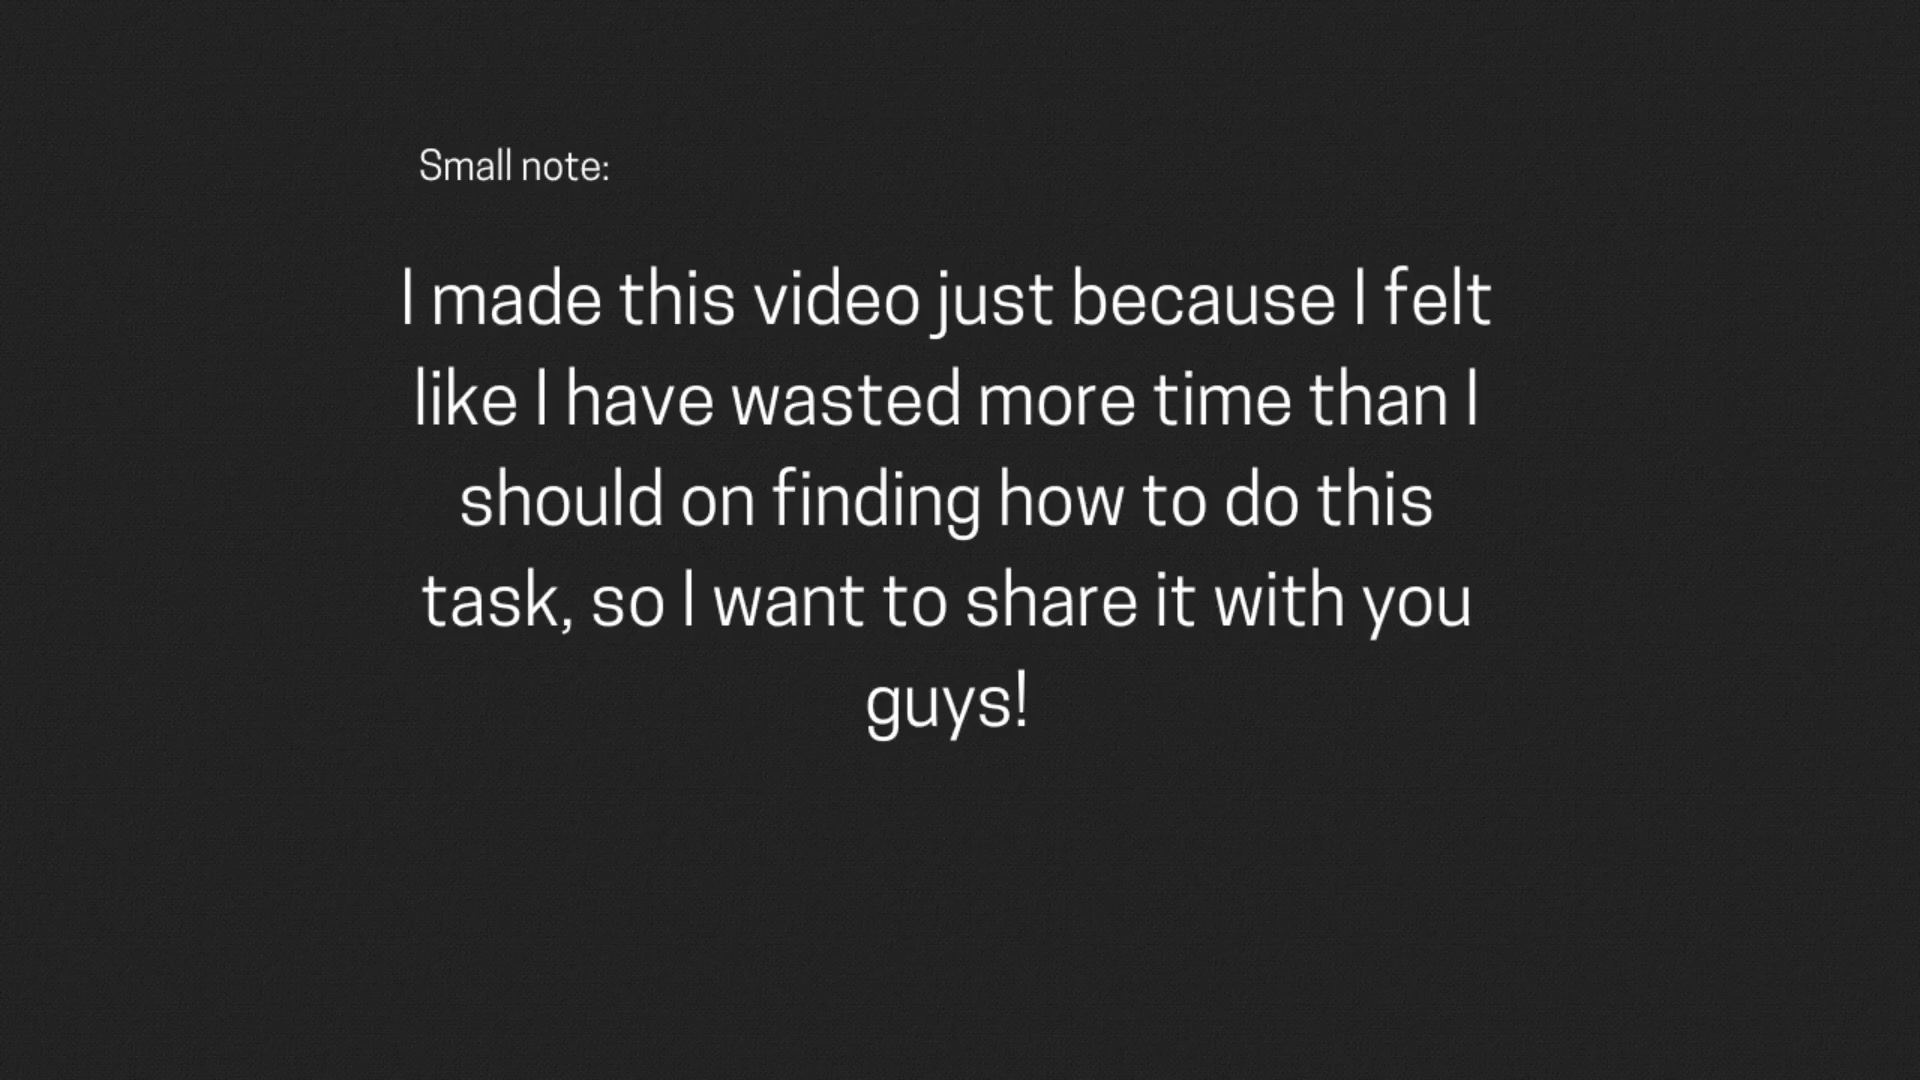 Small note:
I made this video just because I felt
like I have wasted more time than I
should on finding how to do this
task, so I want to share it with you
guys!